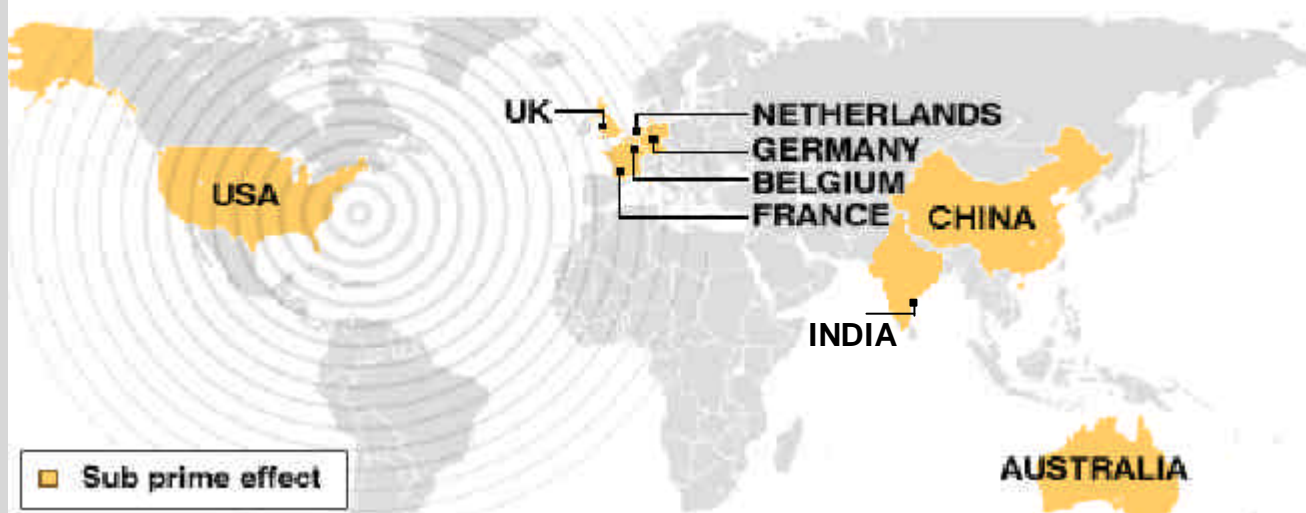 UK
NETHERLANDS
GERMANY
BELGIUM
FRANCE
USA
CHINA
INDIA
AUSTRALIA
Sub prime effect